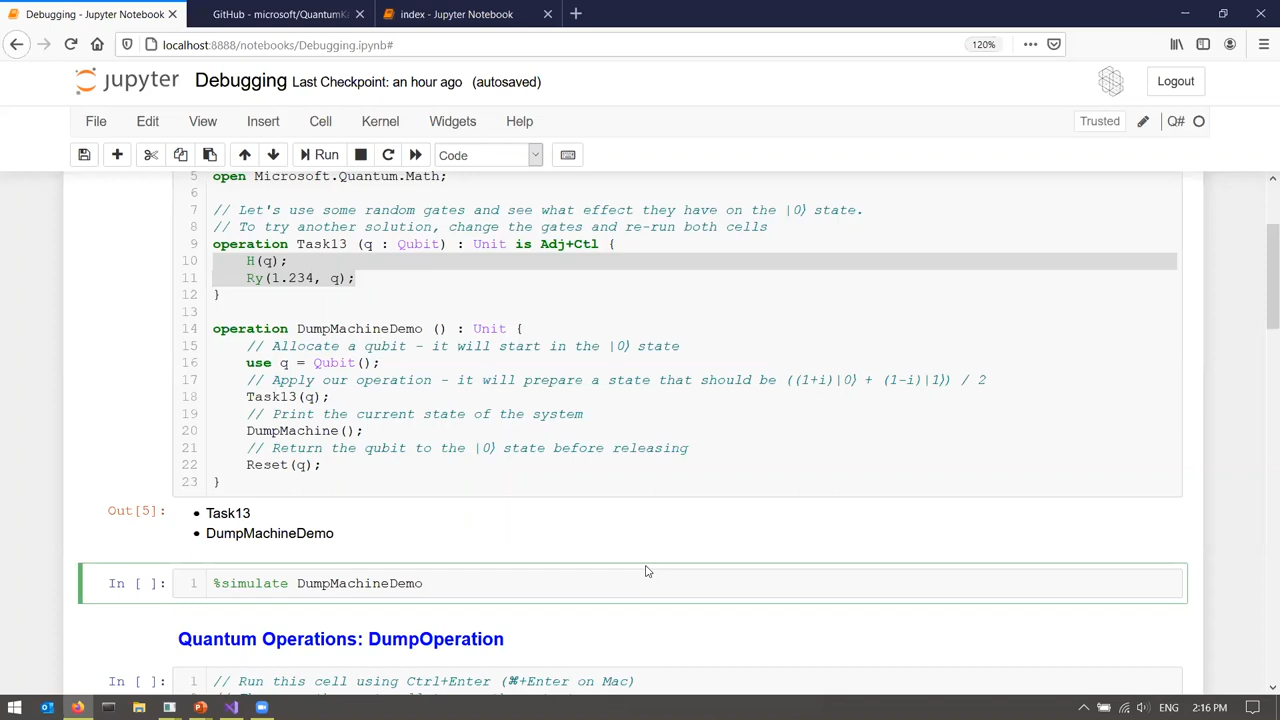 Debugging - Jupyter Notebook
GitHub - microsoft/QuantumKa
index - Jupyter Notebook
localhost:8888/notebooks/Debugging.ipynb#
120%
jupyter Debugging Last Checkpoint: an hour ago (autosaved)
Logout
File Edit View Insert Cell Kernel Widgets Help
Trusted Q#
Run Code
5 open Microsoft.Quantum.Math;
6
7 // Let's use some random gates and see what effect they have on the |0⟩ state.
8 // To try another solution, change the gates and re-run both cells
9 operation Task13 (q : Qubit) : Unit is Adj+Ctl {
10 H(q);
11 Ry(1.234, q);
12 }
13
14 operation DumpMachineDemo () : Unit {
15 // Allocate a qubit - it will start in the |0⟩ state
16 use q = Qubit();
17 // Apply our operation - it will prepare a state that should be ((1+i)|0⟩ + (1-i)|1⟩) / 2
18 Task13(q);
19 // Print the current state of the system
20 DumpMachine();
21 // Return the qubit to the |0⟩ state before releasing
22 Reset(q);
23 }
Out[5]: • Task13
• DumpMachineDemo
In [ ]: 1 %simulate DumpMachineDemo
Quantum Operations: DumpOperation
In [ ]: 1 // Run this cell using Ctrl+Enter (⌘+Enter on Mac)
ENG 2:16 PM